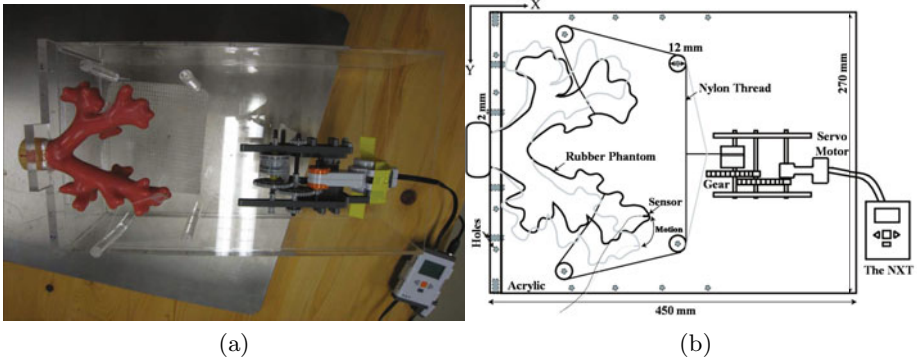 X
Y
12 mm
Nylon Thread
270 mm
2 mm
Servo
Motor
Rubber Phantom
Gear
Sensor
Motion
Holes
The NXT
Acrylic
450 mm
(a)
(b)